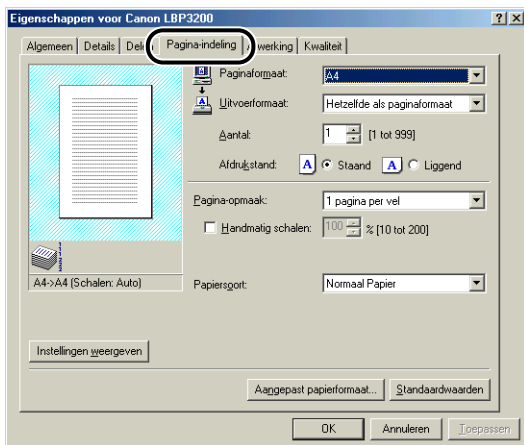 Eigenschappen voor Canon LBP3200
Algemeen Details Delen Pagina-indeling Kwaliteit
Paginaformaat: A4
Uitvoerformaat: Hetzelfde als paginaformaat
Aantal: 1 [1 tot 999]
Afdrukstand: A Staand A Liggend
Pagina-opmaak: 1 pagina per vel
Handmatig schalen: 100 % [10 tot 200]
A4->A4 (Schalen: Auto)
Papiersoort: Normaal Papier
Instellingen weergeven
Aangepast papierformaat... Standaardwaarden
OK Annuleren Toepassen